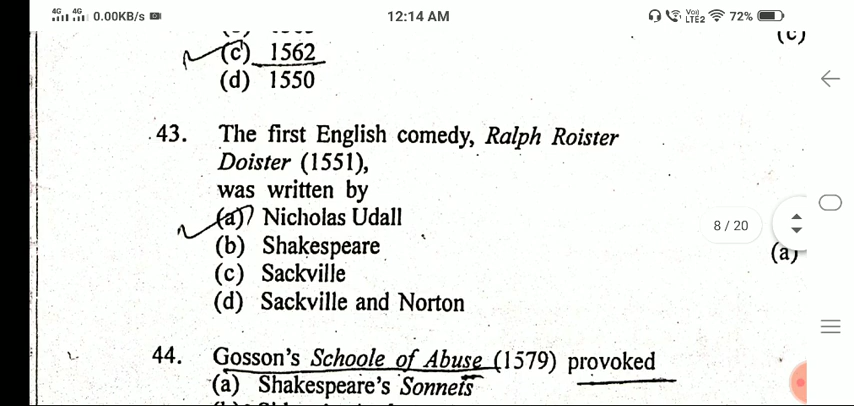 4G 4G 0.00KB/s 12:14 AM Vo) LTE2 72%
(c)
(c) 1562
(d) 1550
43. The first English comedy, Ralph Roister
Doister (1551),
was written by
(a) Nicholas Udall
(b) Shakespeare
(c) Sackville
(d) Sackville and Norton
8 / 20
(a)
44. Gosson's Schoole of Abuse (1579) provoked
(a) Shakespeare's Sonnets